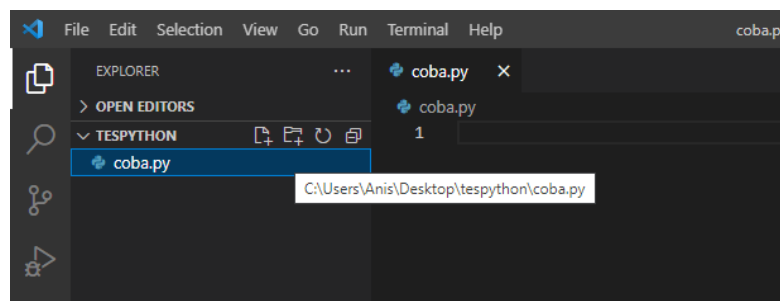 File Edit Selection View Go Run Terminal Help coba.p
EXPLORER ... coba.py
> OPEN EDITORS coba.py
TESPYTHON 1
coba.py
C:\Users\Anis\Desktop\tespython\coba.py